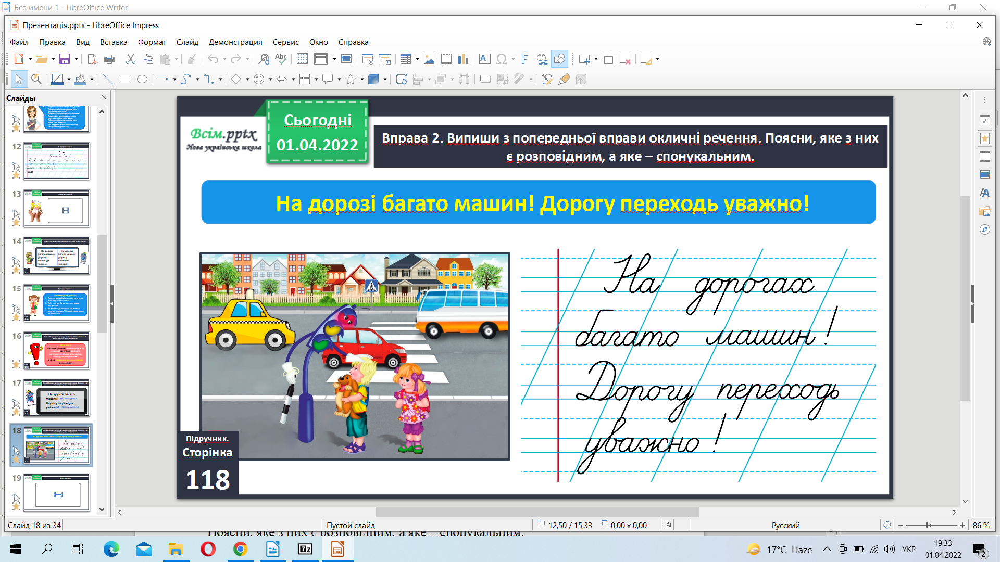 Без имени 1 - LibreOffice Writer
Презентація.pptx - LibreOffice Impress
Файл Правка Вид Вставка Формат Слайд Демонстрация Сервис Окно Справка
Слайды
12
13
14
15
16
17
18
19
Всім.pptx
Нова українська школа
Сьогодні
01.04.2022
Вправа 2. Випиши з попередньої вправи окличні речення. Поясни, яке з них
є розповідним, а яке – спонукальним.
На дорозі багато машин! Дорогу переходь уважно!
На дорогах
багато машин!
Дорогу переходь
уважно!
Підручник.
Сторінка
118
Слайд 18 из 34
Пустой слайд
12,50 / 15,33
0,00 x 0,00
Русский
86 %
Поясни, яке з них є розповідним, а яке – спонукальним.
17°C Haze
УКР
19:33
01.04.2022
2